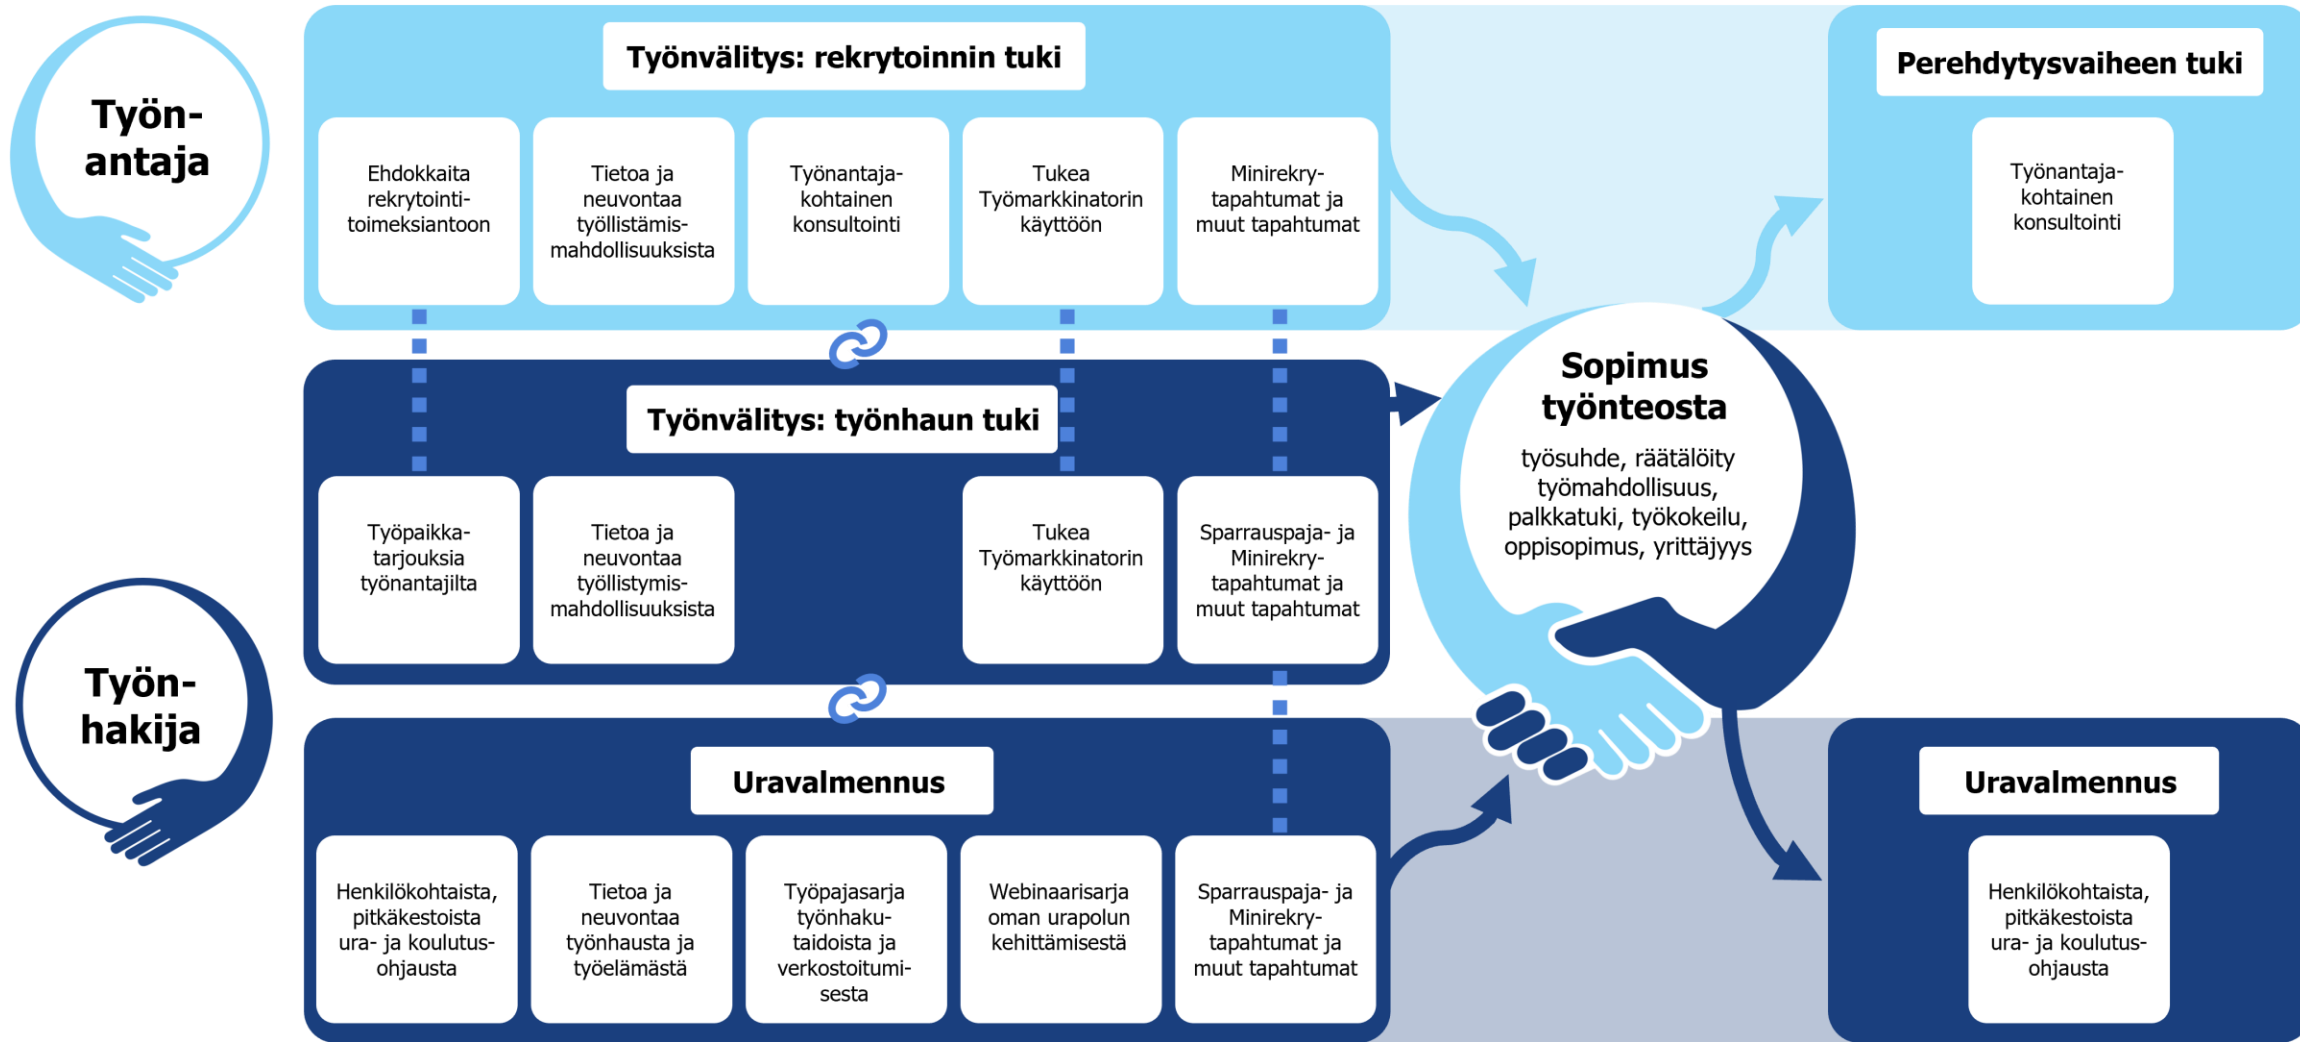 Työn-
antaja
Työnvälitys: rekrytoinnin tuki
Ehdokkaita
rekrytointi-
toimeksiantoon
Tietoa ja
neuvontaa
työllistämis-
mahdollisuuksista
Työnantaja-
kohtainen
konsultointi
Tukea
Työmarkkinatorin
käyttöön
Minirekry-
tapahtumat ja
muut tapahtumat
Perehdytysvaiheen tuki
Työnantaja-
kohtainen
konsultointi
Työnvälitys: työnhaun tuki
Työpaikka-
tarjouksia
työnantajilta
Tietoa ja
neuvontaa
työllistymis-
mahdollisuuksista
Tukea
Työmarkkinatorin
käyttöön
Sparrauspaja- ja
Minirekry-
tapahtumat ja
muut tapahtumat
Sopimus
työnteosta
työsuhde, räätälöity
työmahdollisuus,
palkkatuki, työkokeilu,
oppisopimus, yrittäjyys
Työn-
hakija
Uravalmennus
Henkilökohtaista,
pitkäkestoista
ura- ja koulutus-
ohjausta
Tietoa ja
neuvontaa
työnhausta ja
työelämästä
Työpajasarja
työnhaku-
taidoista ja
verkostoitumi-
sesta
Webinaarisarja
oman urapolun
kehittämisestä
Sparrauspaja- ja
Minirekry-
tapahtumat ja
muut tapahtumat
Uravalmennus
Henkilökohtaista,
pitkäkestoista
ura- ja koulutus-
ohjausta